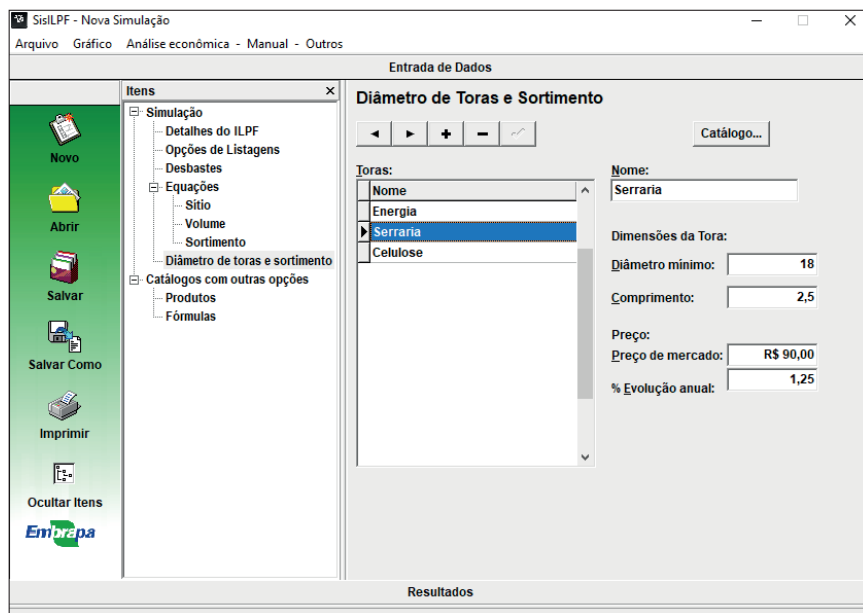 SisILPF - Nova Simulação
Arquivo Gráfico Análise econômica - Manual - Outros
Entrada de Dados
Novo
Abrir
Salvar
Salvar Como
Imprimir
Ocultar Itens
Embrapa
Itens
Simulação
Detalhes do ILPF
Opções de Listagens
Desbastes
Equações
Sitio
Volume
Sortimento
Diâmetro de toras e sortimento
Catálogos com outras opções
Produtos
Fórmulas
Diâmetro de Toras e Sortimento
Catálogo...
Toras:
Nome
Energia
Serraria
Celulose
Nome:
Serraria
Dimensões da Tora:
Diâmetro mínimo: 18
Comprimento: 2,5
Preço:
Preço de mercado: R$ 90,00
% Evolução anual: 1,25
Resultados